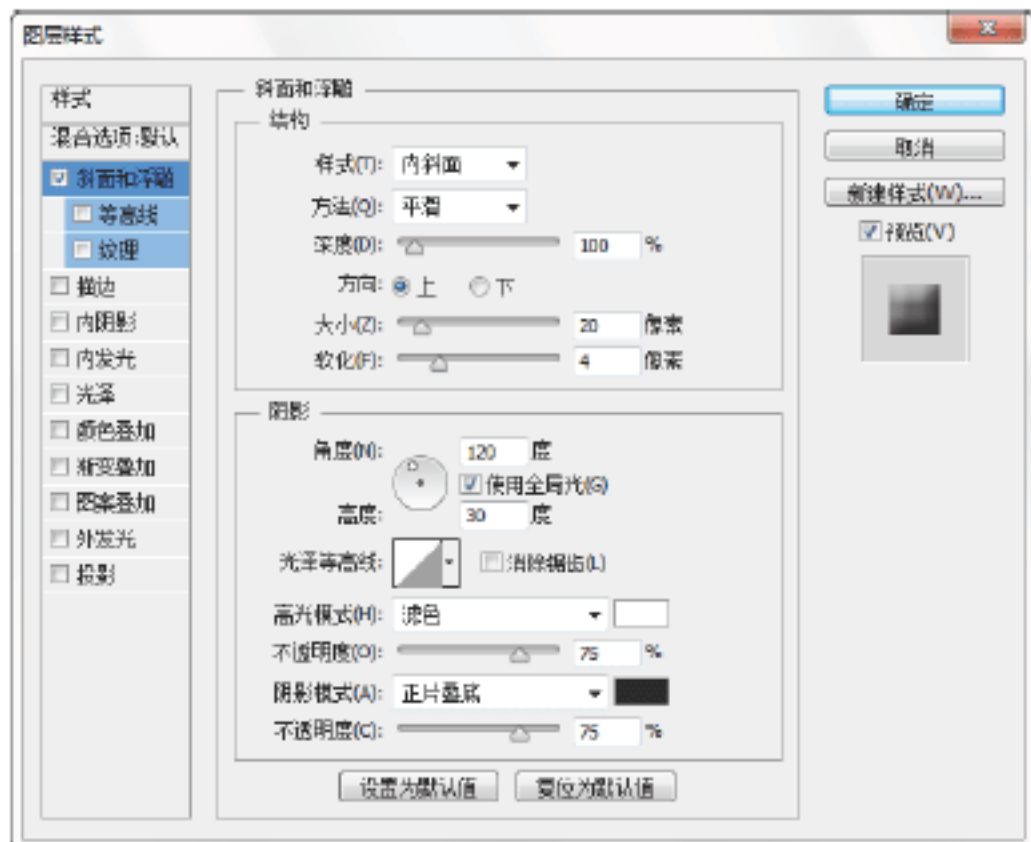 图层样式
样式
混合选项:默认
斜面和浮雕
等高线
纹理
描边
内阴影
内发光
光泽
颜色叠加
渐变叠加
图案叠加
外发光
投影
斜面和浮雕
结构
样式(T): 内斜面
方法(Q): 平滑
深度(D): 100 %
方向: 上 下
大小(Z): 20 像素
软化(F): 4 像素
阴影
角度(N): 120 度
使用全局光(G)
高度: 30 度
光泽等高线: 消除锯齿(L)
高光模式(H): 滤色
不透明度(O): 75 %
阴影模式(A): 正片叠底
不透明度(C): 75 %
设置为默认值 复位为默认值
确定
取消
新建样式(W)...
预览(V)